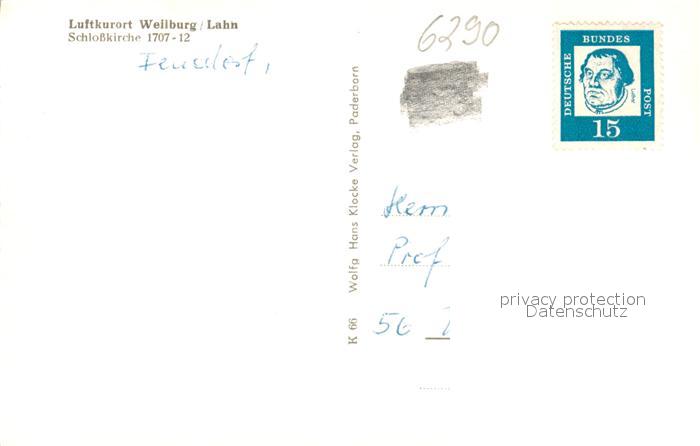 Luftkurort Weilburg / Lahn
Schloßkirche 1707-12
6290
DEUTSCHE BUNDES POST
Luther
15
Wolfg Hans Klocke Verlag, Paderborn
K 66
Herrn
Prof
56
privacy protection
Datenschutz